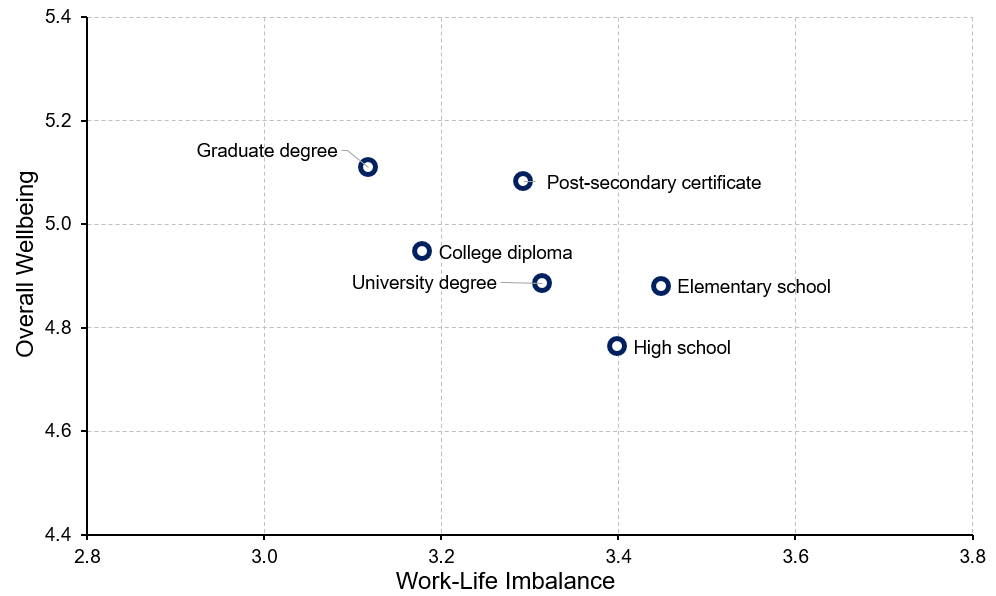 5.4
5.2
5.0
4.8
4.6
4.4
Overall Wellbeing
Graduate degree
Post-secondary certificate
College diploma
University degree
Elementary school
High school
2.8
3.0
3.2
3.4
3.6
3.8
Work-Life Imbalance